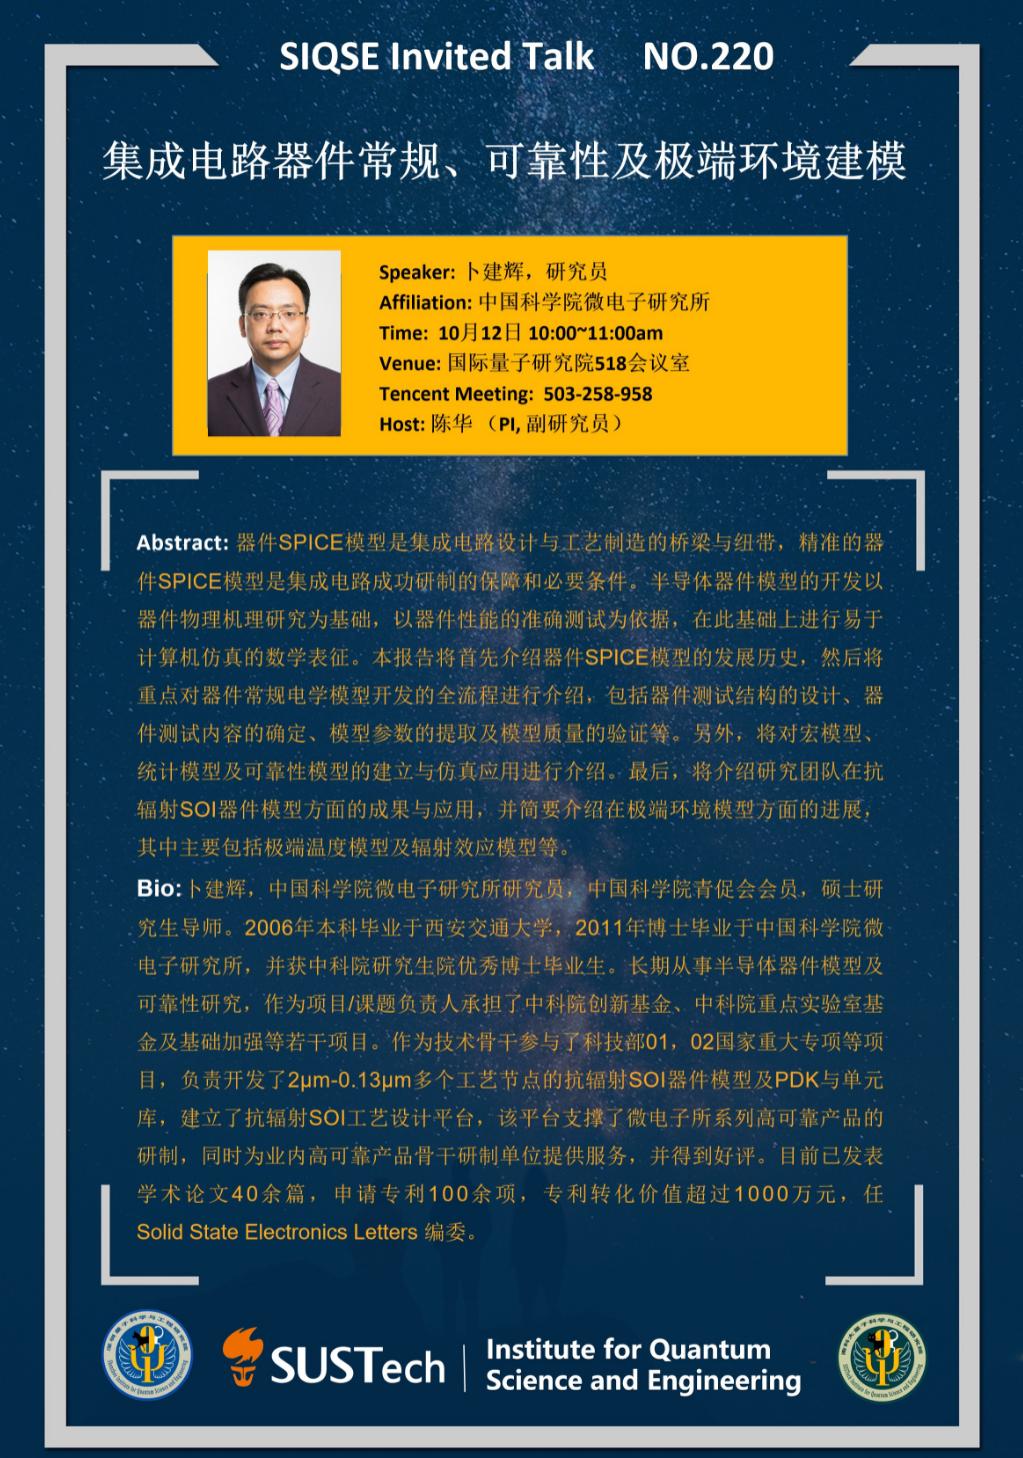 SIQSE Invited Talk NO.220
集成电路器件常规、可靠性及极端环境建模
Speaker: 卜建辉，研究员
Affiliation: 中国科学院微电子研究所
Time: 10月12日 10:00~11:00am
Venue: 国际量子研究院518会议室
Tencent Meeting: 503-258-958
Host: 陈华 （PI, 副研究员）
Abstract: 器件SPICE模型是集成电路设计与工艺制造的桥梁与纽带，精准的器
件SPICE模型是集成电路成功研制的保障和必要条件。半导体器件模型的开发以
器件物理机理研究为基础，以器件性能的准确测试为依据，在此基础上进行易于
计算机仿真的数学表征。本报告将首先介绍器件SPICE模型的发展历史，然后将
重点对器件常规电学模型开发的全流程进行介绍，包括器件测试结构的设计、器
件测试内容的确定、模型参数的提取及模型质量的验证等。另外，将对宏模型、
统计模型及可靠性模型的建立与仿真应用进行介绍。最后，将介绍研究团队在抗
辐射SOI器件模型方面的成果与应用，并简要介绍在极端环境模型方面的进展，
其中主要包括极端温度模型及辐射效应模型等。
Bio:卜建辉，中国科学院微电子研究所研究员，中国科学院青促会会员，硕士研
究生导师。2006年本科毕业于西安交通大学，2011年博士毕业于中国科学院微
电子研究所，并获中科院研究生院优秀博士毕业生。长期从事半导体器件模型及
可靠性研究，作为项目/课题负责人承担了中科院创新基金、中科院重点实验室基
金及基础加强等若干项目。作为技术骨干参与了科技部01，02国家重大专项等项
目，负责开发了2μm-0.13μm多个工艺节点的抗辐射SOI器件模型及PDK与单元
库，建立了抗辐射SOI工艺设计平台，该平台支撑了微电子所系列高可靠产品的
研制，同时为业内高可靠产品骨干研制单位提供服务，并得到好评。目前已发表
学术论文40余篇，申请专利100余项，专利转化价值超过1000万元，任
Solid State Electronics Letters 编委。
SUSTech
Institute for Quantum
Science and Engineering